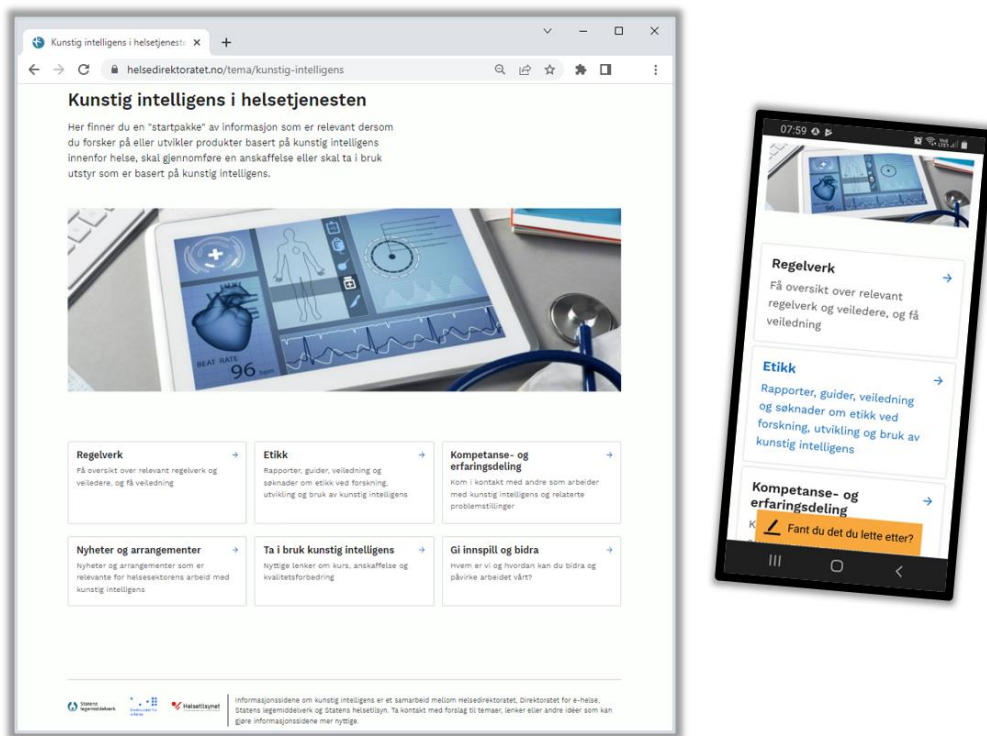 Kunstig intelligens i helsetjenest
helsedirektoratet.no/tema/kunstig-intelligens
Kunstig intelligens i helsetjenesten
Her finner du en "startpakke" av informasjon som er relevant dersom
du forsker på eller utvikler produkter basert på kunstig intelligens
innenfor helse, skal gjennomføre en anskaffelse eller skal ta i bruk
utstyr som er basert på kunstig intelligens.
BEAT RATE
96 bpm
Regelverk
Få oversikt over relevant regelverk og
veiledere, og få veiledning
Etikk
Rapporter, guider, veiledning og
søknader om etikk ved forskning,
utvikling og bruk av kunstig intelligens
Kompetanse- og
erfaringsdeling
Kom i kontakt med andre som arbeider
med kunstig intelligens og relaterte
problemstillinger
Nyheter og arrangementer
Nyheter og arrangementer som er
relevante for helsesektorens arbeid med
kunstig intelligens
Ta i bruk kunstig intelligens
Nyttige lenker om kurs, anskaffelse og
kvalitetsforbedring
Gi innspill og bidra
Hvem er vi og hvordan kan du bidra og
påvirke arbeidet vårt?
Statens
legemiddelverk
Helsetilsynet
Informasjonssidene om kunstig intelligens er et samarbeid mellom Helsedirektoratet, Direktoratet for e-helse,
Statens legemiddelverk og Statens helsetilsyn. Ta kontakt med forslag til temaer, lenker eller andre idéer som kan
gjøre informasjonssidene mer nyttige.
07:59
Regelverk
Få oversikt over relevant
regelverk og veiledere, og få
veiledning
Etikk
Rapporter, guider, veiledning
og søknader om etikk ved
forskning, utvikling og bruk av
kunstig intelligens
Kompetanse- og
erfaringsdeling
K
Fant du det du lette etter?